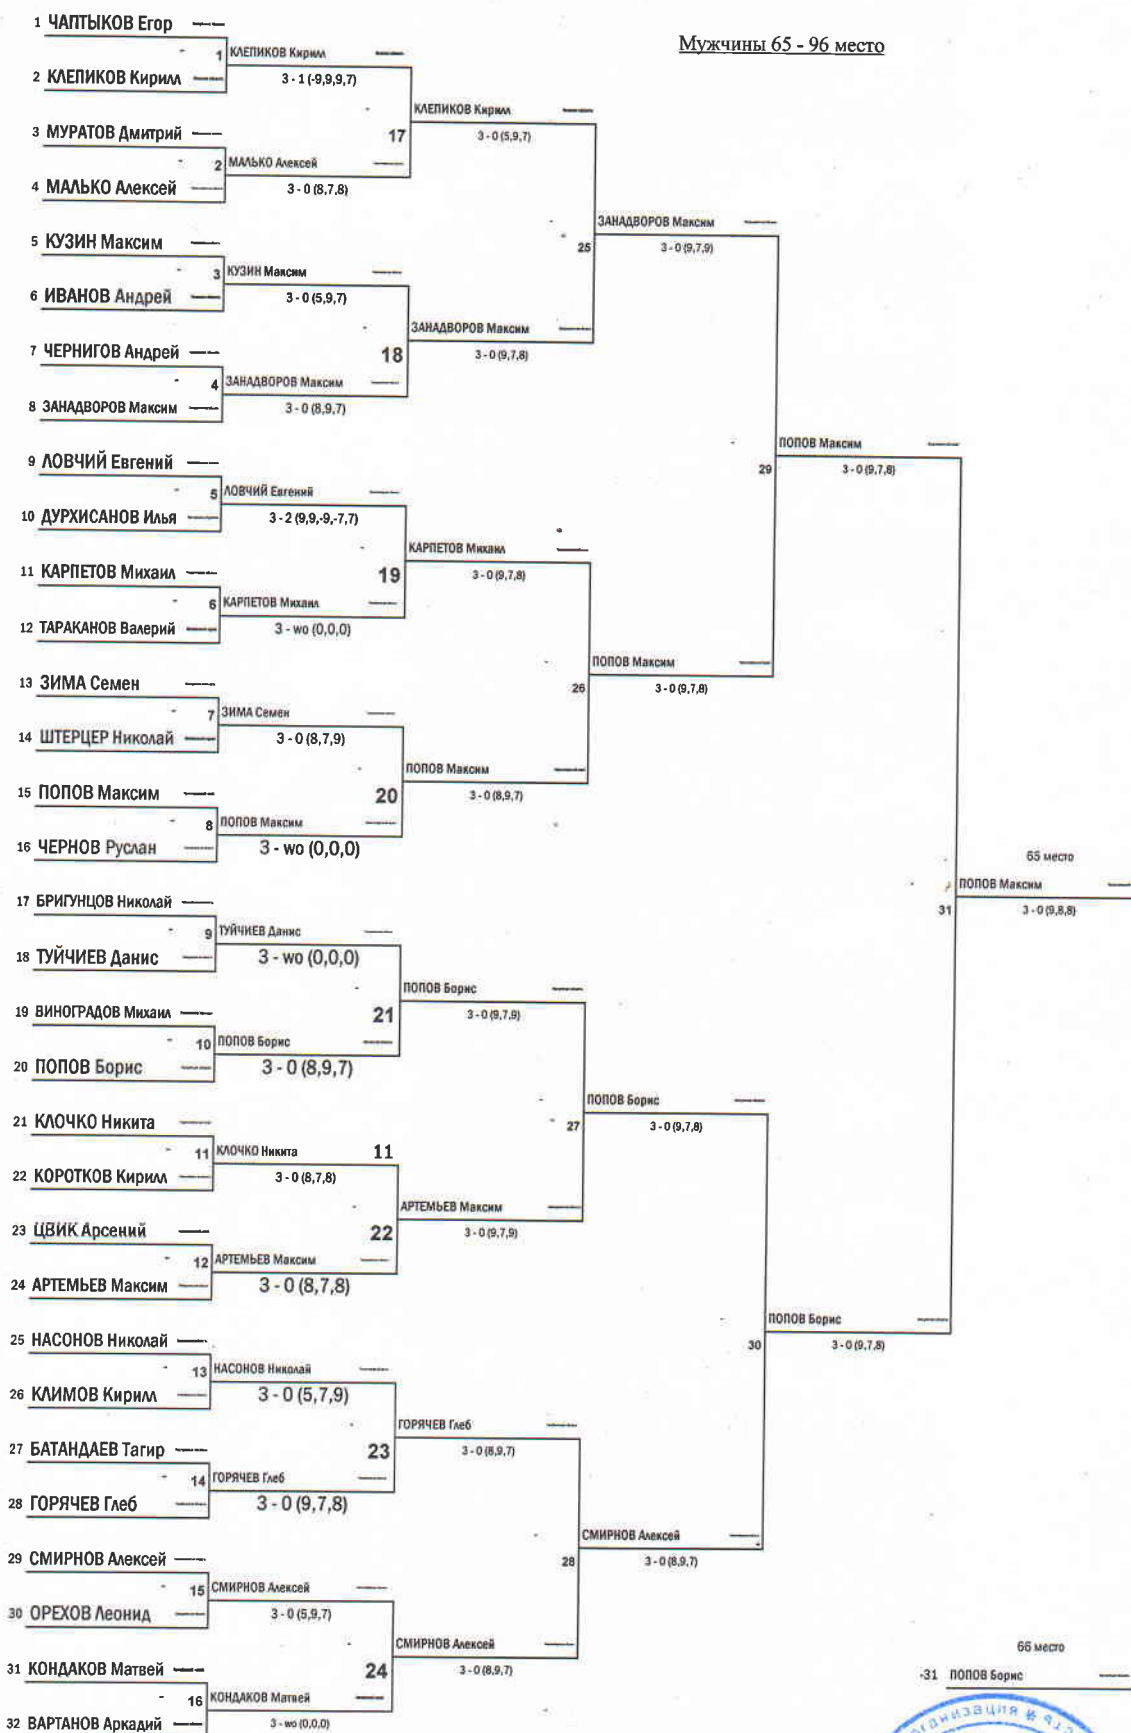 Мужчины 65 - 96 место
1 ЧАПТЫКОВ Егор
1 КЛЕПИКОВ Кирилл
2 КЛЕПИКОВ Кирилл
3 - 1 (-9,9,9,7)
КЛЕПИКОВ Кирилл
3 МУРАТОВ Дмитрий
17
3 - 0 (5,9,7)
2 МАЛЬКО Алексей
4 МАЛЬКО Алексей
3 - 0 (8,7,8)
ЗАНАДВОРОВ Максим
5 КУЗИН Максим
25
3 - 0 (9,7,9)
3 КУЗИН Максим
6 ИВАНОВ Андрей
3 - 0 (5,9,7)
ЗАНАДВОРОВ Максим
7 ЧЕРНИГОВ Андрей
18
3 - 0 (9,7,8)
4 ЗАНАДВОРОВ Максим
8 ЗАНАДВОРОВ Максим
3 - 0 (8,9,7)
ПОПОВ Максим
9 ЛОВЧИЙ Евгений
29
3 - 0 (9,7,8)
5 ЛОВЧИЙ Евгений
10 ДУРХИСАНОВ Илья
3 - 2 (9,9,-9,-7,7)
КАРПЕТОВ Михаил
11 КАРПЕТОВ Михаил
19
3 - 0 (9,7,8)
6 КАРПЕТОВ Михаил
12 ТАРАКАНОВ Валерий
3 - wo (0,0,0)
ПОПОВ Максим
13 ЗИМА Семен
26
3 - 0 (9,7,8)
7 ЗИМА Семен
14 ШТЕРЦЕР Николай
3 - 0 (8,7,9)
ПОПОВ Максим
15 ПОПОВ Максим
20
3 - 0 (8,9,7)
8 ПОПОВ Максим
16 ЧЕРНОВ Руслан
3 - wo (0,0,0)
65 место
ПОПОВ Максим
17 БРИГУНЦОВ Николай
31
3 - 0 (9,8,8)
9 ТУЙЧИЕВ Данис
18 ТУЙЧИЕВ Данис
3 - wo (0,0,0)
ПОПОВ Борис
19 ВИНОГРАДОВ Михаил
21
3 - 0 (9,7,9)
10 ПОПОВ Борис
20 ПОПОВ Борис
3 - 0 (8,9,7)
ПОПОВ Борис
21 КЛОЧКО Никита
27
3 - 0 (9,7,8)
11 КЛОЧКО Никита
11
22 КОРОТКОВ Кирилл
3 - 0 (8,7,8)
АРТЕМЬЕВ Максим
23 ЦВИК Арсений
22
3 - 0 (9,7,9)
12 АРТЕМЬЕВ Максим
24 АРТЕМЬЕВ Максим
3 - 0 (8,7,8)
ПОПОВ Борис
25 НАСОНОВ Николай
30
3 - 0 (9,7,8)
13 НАСОНОВ Николай
26 КЛИМОВ Кирилл
3 - 0 (5,7,9)
ГОРЯЧЕВ Глеб
27 БАТАНДАЕВ Тагир
23
3 - 0 (8,9,7)
14 ГОРЯЧЕВ Глеб
28 ГОРЯЧЕВ Глеб
3 - 0 (9,7,8)
СМИРНОВ Алексей
29 СМИРНОВ Алексей
28
3 - 0 (8,9,7)
15 СМИРНОВ Алексей
30 ОРЕХОВ Леонид
3 - 0 (5,9,7)
СМИРНОВ Алексей
66 место
31 КОНДАКОВ Матвей
24
3 - 0 (8,9,7)
-31 ПОПОВ Борис
16 КОНДАКОВ Матвей
32 ВАРТАНОВ Аркадий
3 - wo (0,0,0)